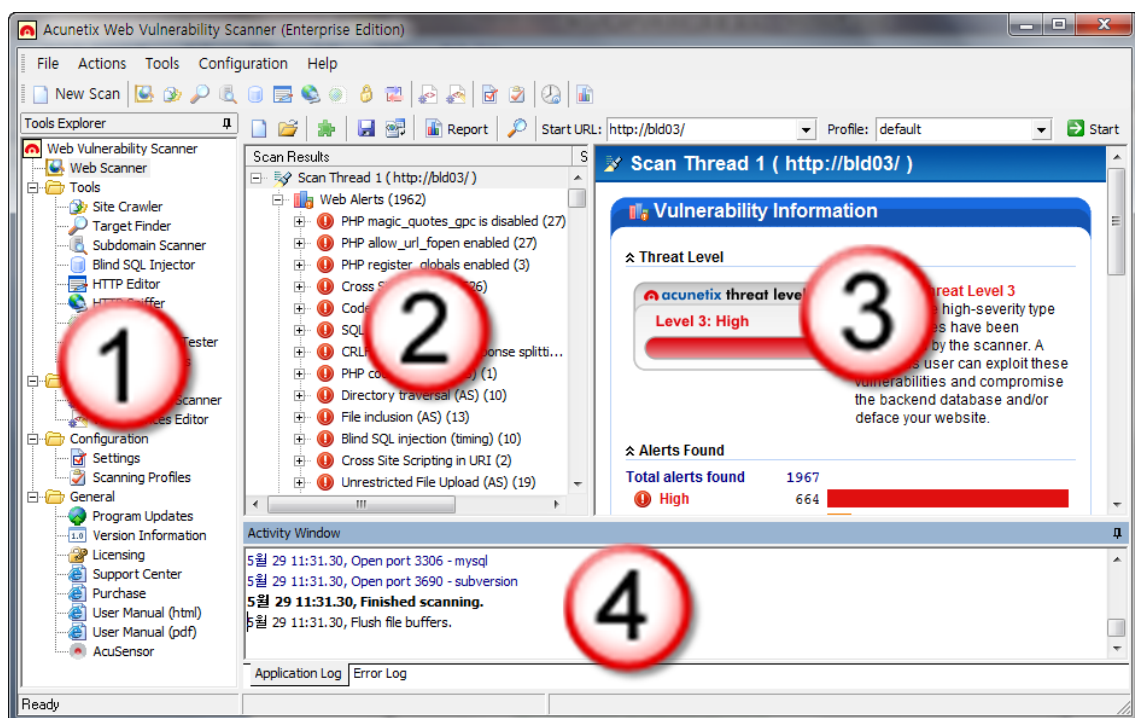 Acunetix Web Vulnerability Scanner (Enterprise Edition)
File Actions Tools Configuration Help
New Scan
Tools Explorer
Report Start URL: http://bld03/ Profile: default Start
Web Vulnerability Scanner
Web Scanner
Tools
Site Crawler
Target Finder
Subdomain Scanner
Blind SQL Injector
HTTP Editor
HTTP Sniffer
Tester
Scanner
Editor
Configuration
Settings
Scanning Profiles
General
Program Updates
1.0 Version Information
Licensing
Support Center
Purchase
User Manual (html)
User Manual (pdf)
AcuSensor
1
Scan Results S
Scan Thread 1 ( http://bld03/ )
Web Alerts (1962)
PHP magic_quotes_gpc is disabled (27)
PHP allow_url_fopen enabled (27)
PHP register_globals enabled (3)
Cross
Code
SQL
CRLF splitti...
PHP (1)
Directory traversal (AS) (10)
File inclusion (AS) (13)
Blind SQL injection (timing) (10)
Cross Site Scripting in URI (2)
Unrestricted File Upload (AS) (19)
2
Scan Thread 1 ( http://bld03/ )
Vulnerability Information
Threat Level
acunetix threat level
Level 3: High
Threat Level 3
high-severity type
have been
by the scanner. A
user can exploit these
vulnerabilities and compromise
the backend database and/or
deface your website.
3
Alerts Found
Total alerts found 1967
High 664
Activity Window
5월 29 11:31.30, Open port 3306 - mysql
5월 29 11:31.30, Open port 3690 - subversion
5월 29 11:31.30, Finished scanning.
5월 29 11:31.30, Flush file buffers.
4
Application Log Error Log
Ready